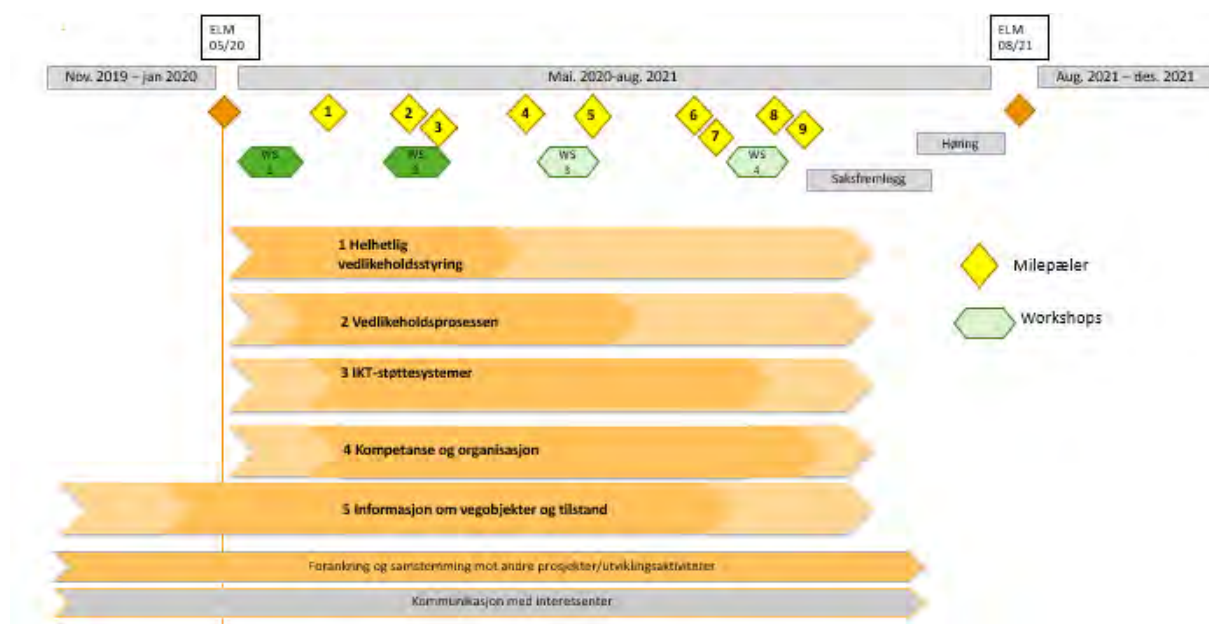 ELM
05/20
ELM
08/21
Nov. 2019 – jan 2020
Mai. 2020-aug. 2021
Aug. 2021 – des. 2021
1
2
3
4
5
6
7
8
9
WS
WS
WS
3
WS
4
Høring
Saksfremlegg
1 Helhetlig
vedlikeholdsstyring
Milepæler
2 Vedlikeholdsprosessen
Workshops
3 IKT-støttesystemer
4 Kompetanse og organisasjon
5 Informasjon om vegobjekter og tilstand
Forankring og samstemming mot andre prosjekter/utviklingsaktiviteter
Kommunikasjon med interessenter